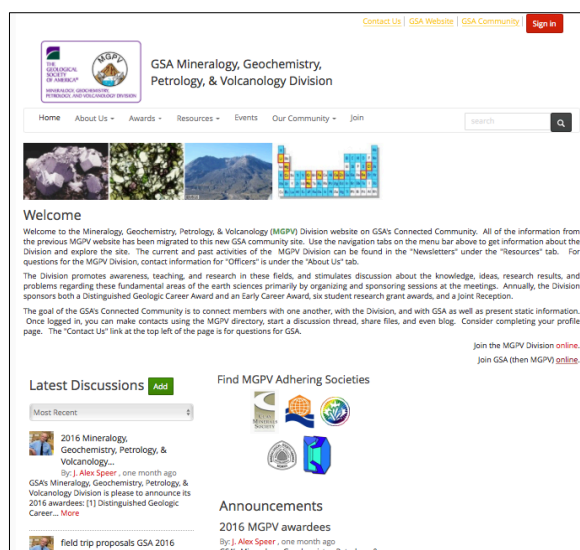 Contact Us | GSA Website | GSA Community | Sign in
THE
GEOLOGICAL
SOCIETY
OF AMERICA®
MGPV
MINERALOGY, GEOCHEMISTRY,
PETROLOGY, AND VOLCANOLOGY DIVISION
GSA Mineralogy, Geochemistry,
Petrology, & Volcanology Division
Home About Us Awards Resources Events Our Community Join
search
Welcome
Welcome to the Mineralogy, Geochemistry, Petrology, & Volcanology (MGPV) Division website on GSA's Connected Community. All of the information from
the previous MGPV website has been migrated to this new GSA community site. Use the navigation tabs on the menu bar above to get information about the
Division and explore the site. The current and past activities of the MGPV Division can be found in the "Newsletters" under the "Resources" tab. For
questions for the MGPV Division, contact information for "Officers" is under the "About Us" tab.
The Division promotes awareness, teaching, and research in these fields, and stimulates discussion about the knowledge, ideas, research results, and
problems regarding these fundamental areas of the earth sciences primarily by organizing and sponsoring sessions at the meetings. Annually, the Division
sponsors both a Distinguished Geologic Career Award and an Early Career Award, six student research grant awards, and a Joint Reception.
The goal of the GSA's Connected Community is to connect members with one another, with the Division, and with GSA as well as present static information.
Once logged in, you can make contacts using the MGPV directory, start a discussion thread, share files, and even blog. Consider completing your profile
page. The "Contact Us" link at the top left of the page is for questions for GSA.
Join the MGPV Division online.
Join GSA (then MGPV) online.
Latest Discussions Add
Most Recent
2016 Mineralogy,
Geochemistry, Petrology, &
Volcanology...
By: J. Alex Speer , one month ago
GSA's Mineralogy, Geochemistry, Petrology, &
Volcanology Division is please to announce its
2016 awardees: [1] Distinguished Geologic
Career... More
field trip proposals GSA 2016
Find MGPV Adhering Societies
Announcements
2016 MGPV awardees
By: J. Alex Speer , one month ago